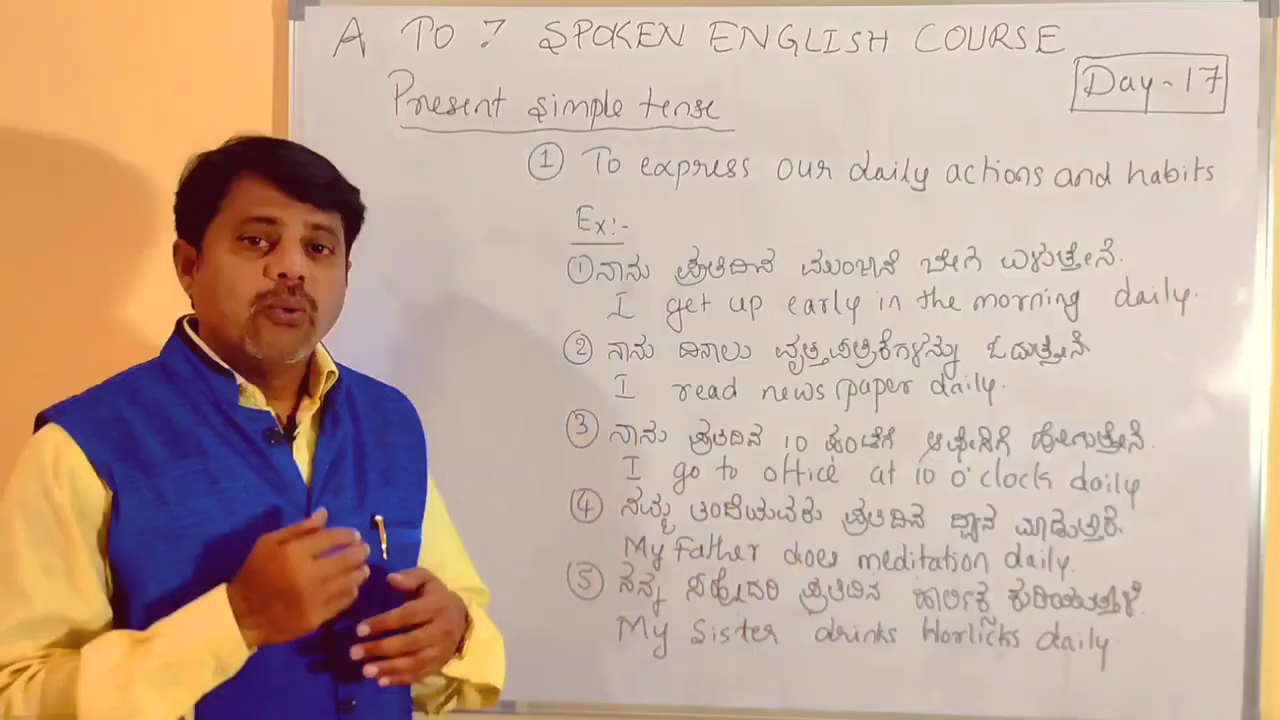 A TO Z SPOKEN ENGLISH COURSE
Day-17
Present simple tense
① To express our daily actions and habits
Ex:-
① ನಾನು ಪ್ರತಿದಿನ ಮುಂಜಾನೆ ಬೇಗ ಏಳುತ್ತೇನೆ.
I get up early in the morning daily.
② ನಾನು ದಿನಾಲು ವೃತ್ತಪತ್ರಿಕೆಗಳನ್ನು ಓದುತ್ತೇನೆ
I read news paper daily.
③ ನಾನು ಪ್ರತಿದಿನ 10 ಘಂಟೆಗೆ ಆಫೀಸಿಗೆ ಹೋಗುತ್ತೇನೆ.
I go to office at 10 o'clock daily
④ ನಮ್ಮ ತಂದೆಯವರು ಪ್ರತಿದಿನ ಧ್ಯಾನ ಮಾಡುತ್ತಾರೆ.
My Father does meditation daily.
⑤ ನನ್ನ ಸಹೋದರಿ ಪ್ರತಿದಿನ ಹಾರ್ಲಿಕ್ಸ್ ಕುಡಿಯುತ್ತಾಳೆ.
My Sister drinks Horlicks daily.